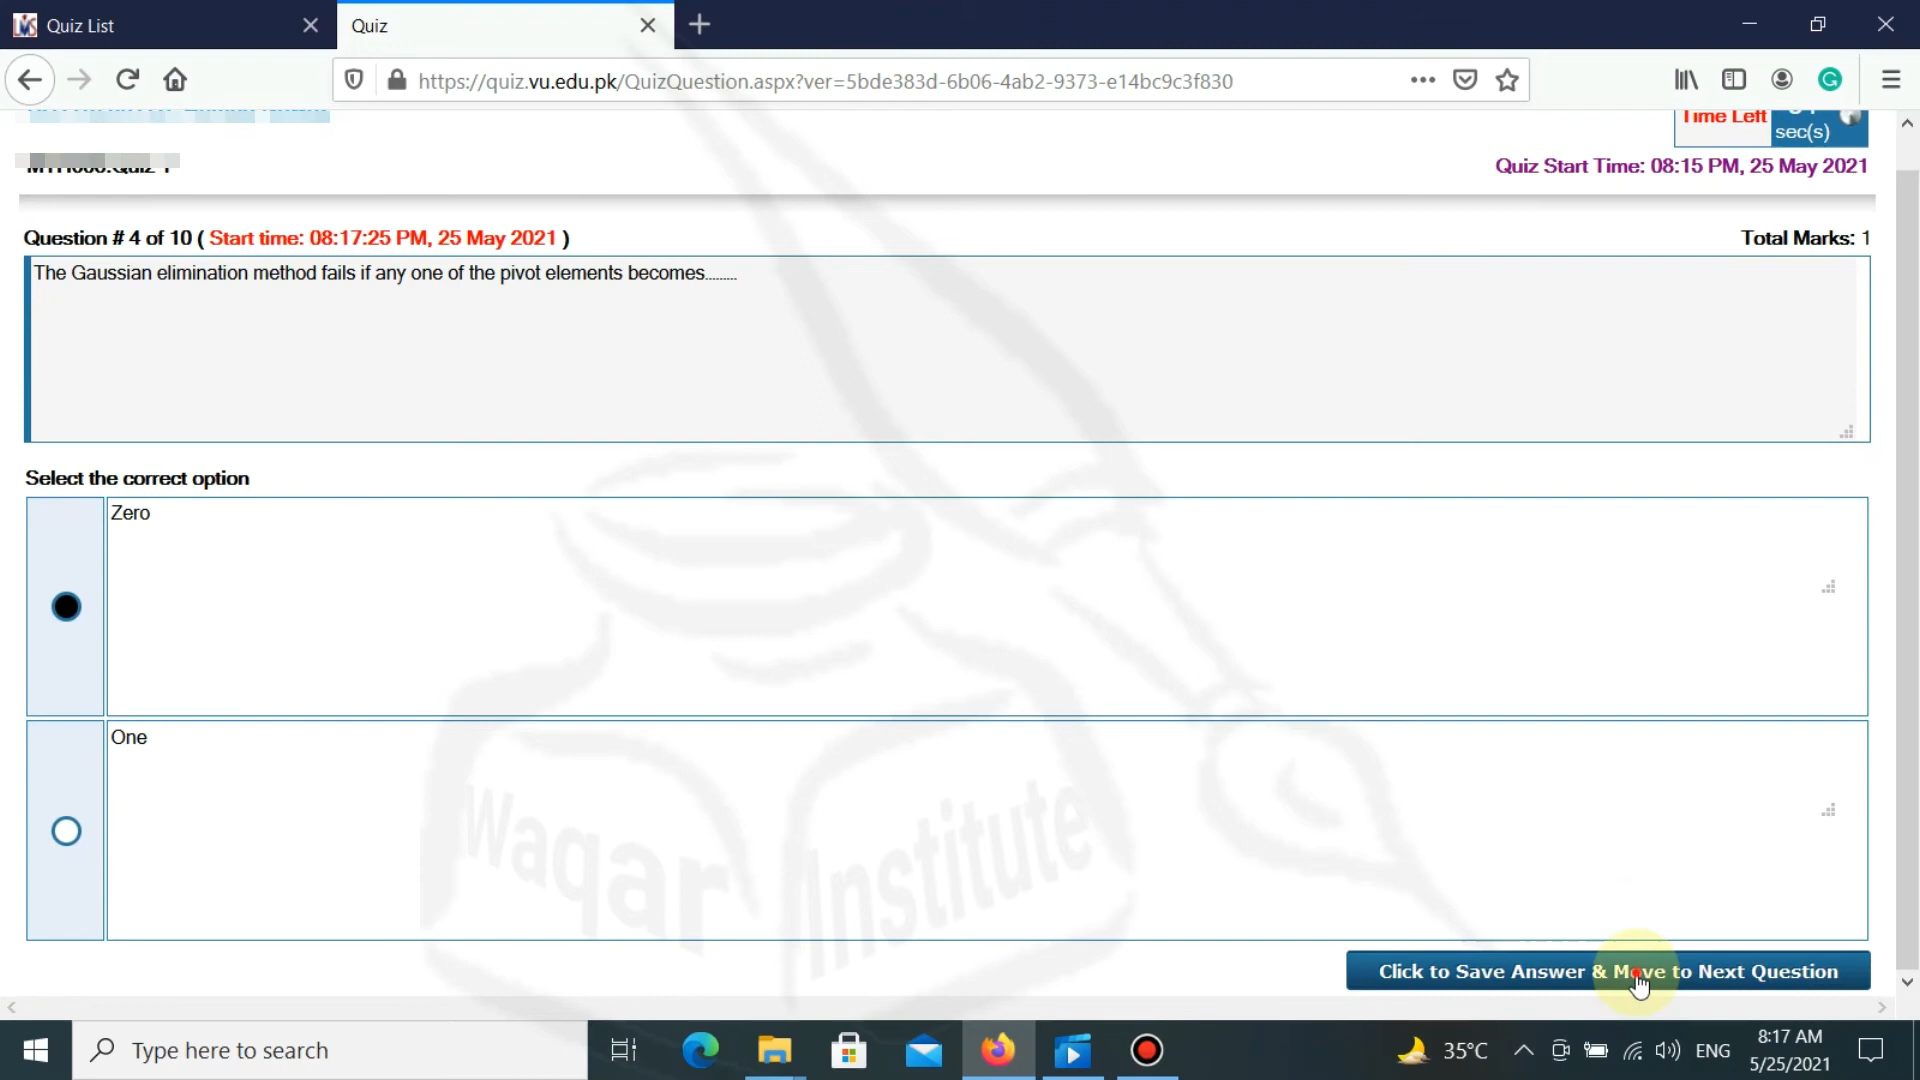 Quiz List
Quiz
https://quiz.vu.edu.pk/QuizQuestion.aspx?ver=5bde383d-6b06-4ab2-9373-e14bc9c3f830
Time Left
sec(s)
Quiz Start Time: 08:15 PM, 25 May 2021
Question # 4 of 10 ( Start time: 08:17:25 PM, 25 May 2021 )
Total Marks: 1
The Gaussian elimination method fails if any one of the pivot elements becomes.........
Select the correct option
Zero
One
Waqar Institute
Click to Save Answer & Move to Next Question
Type here to search
35°C
ENG
8:17 AM
5/25/2021